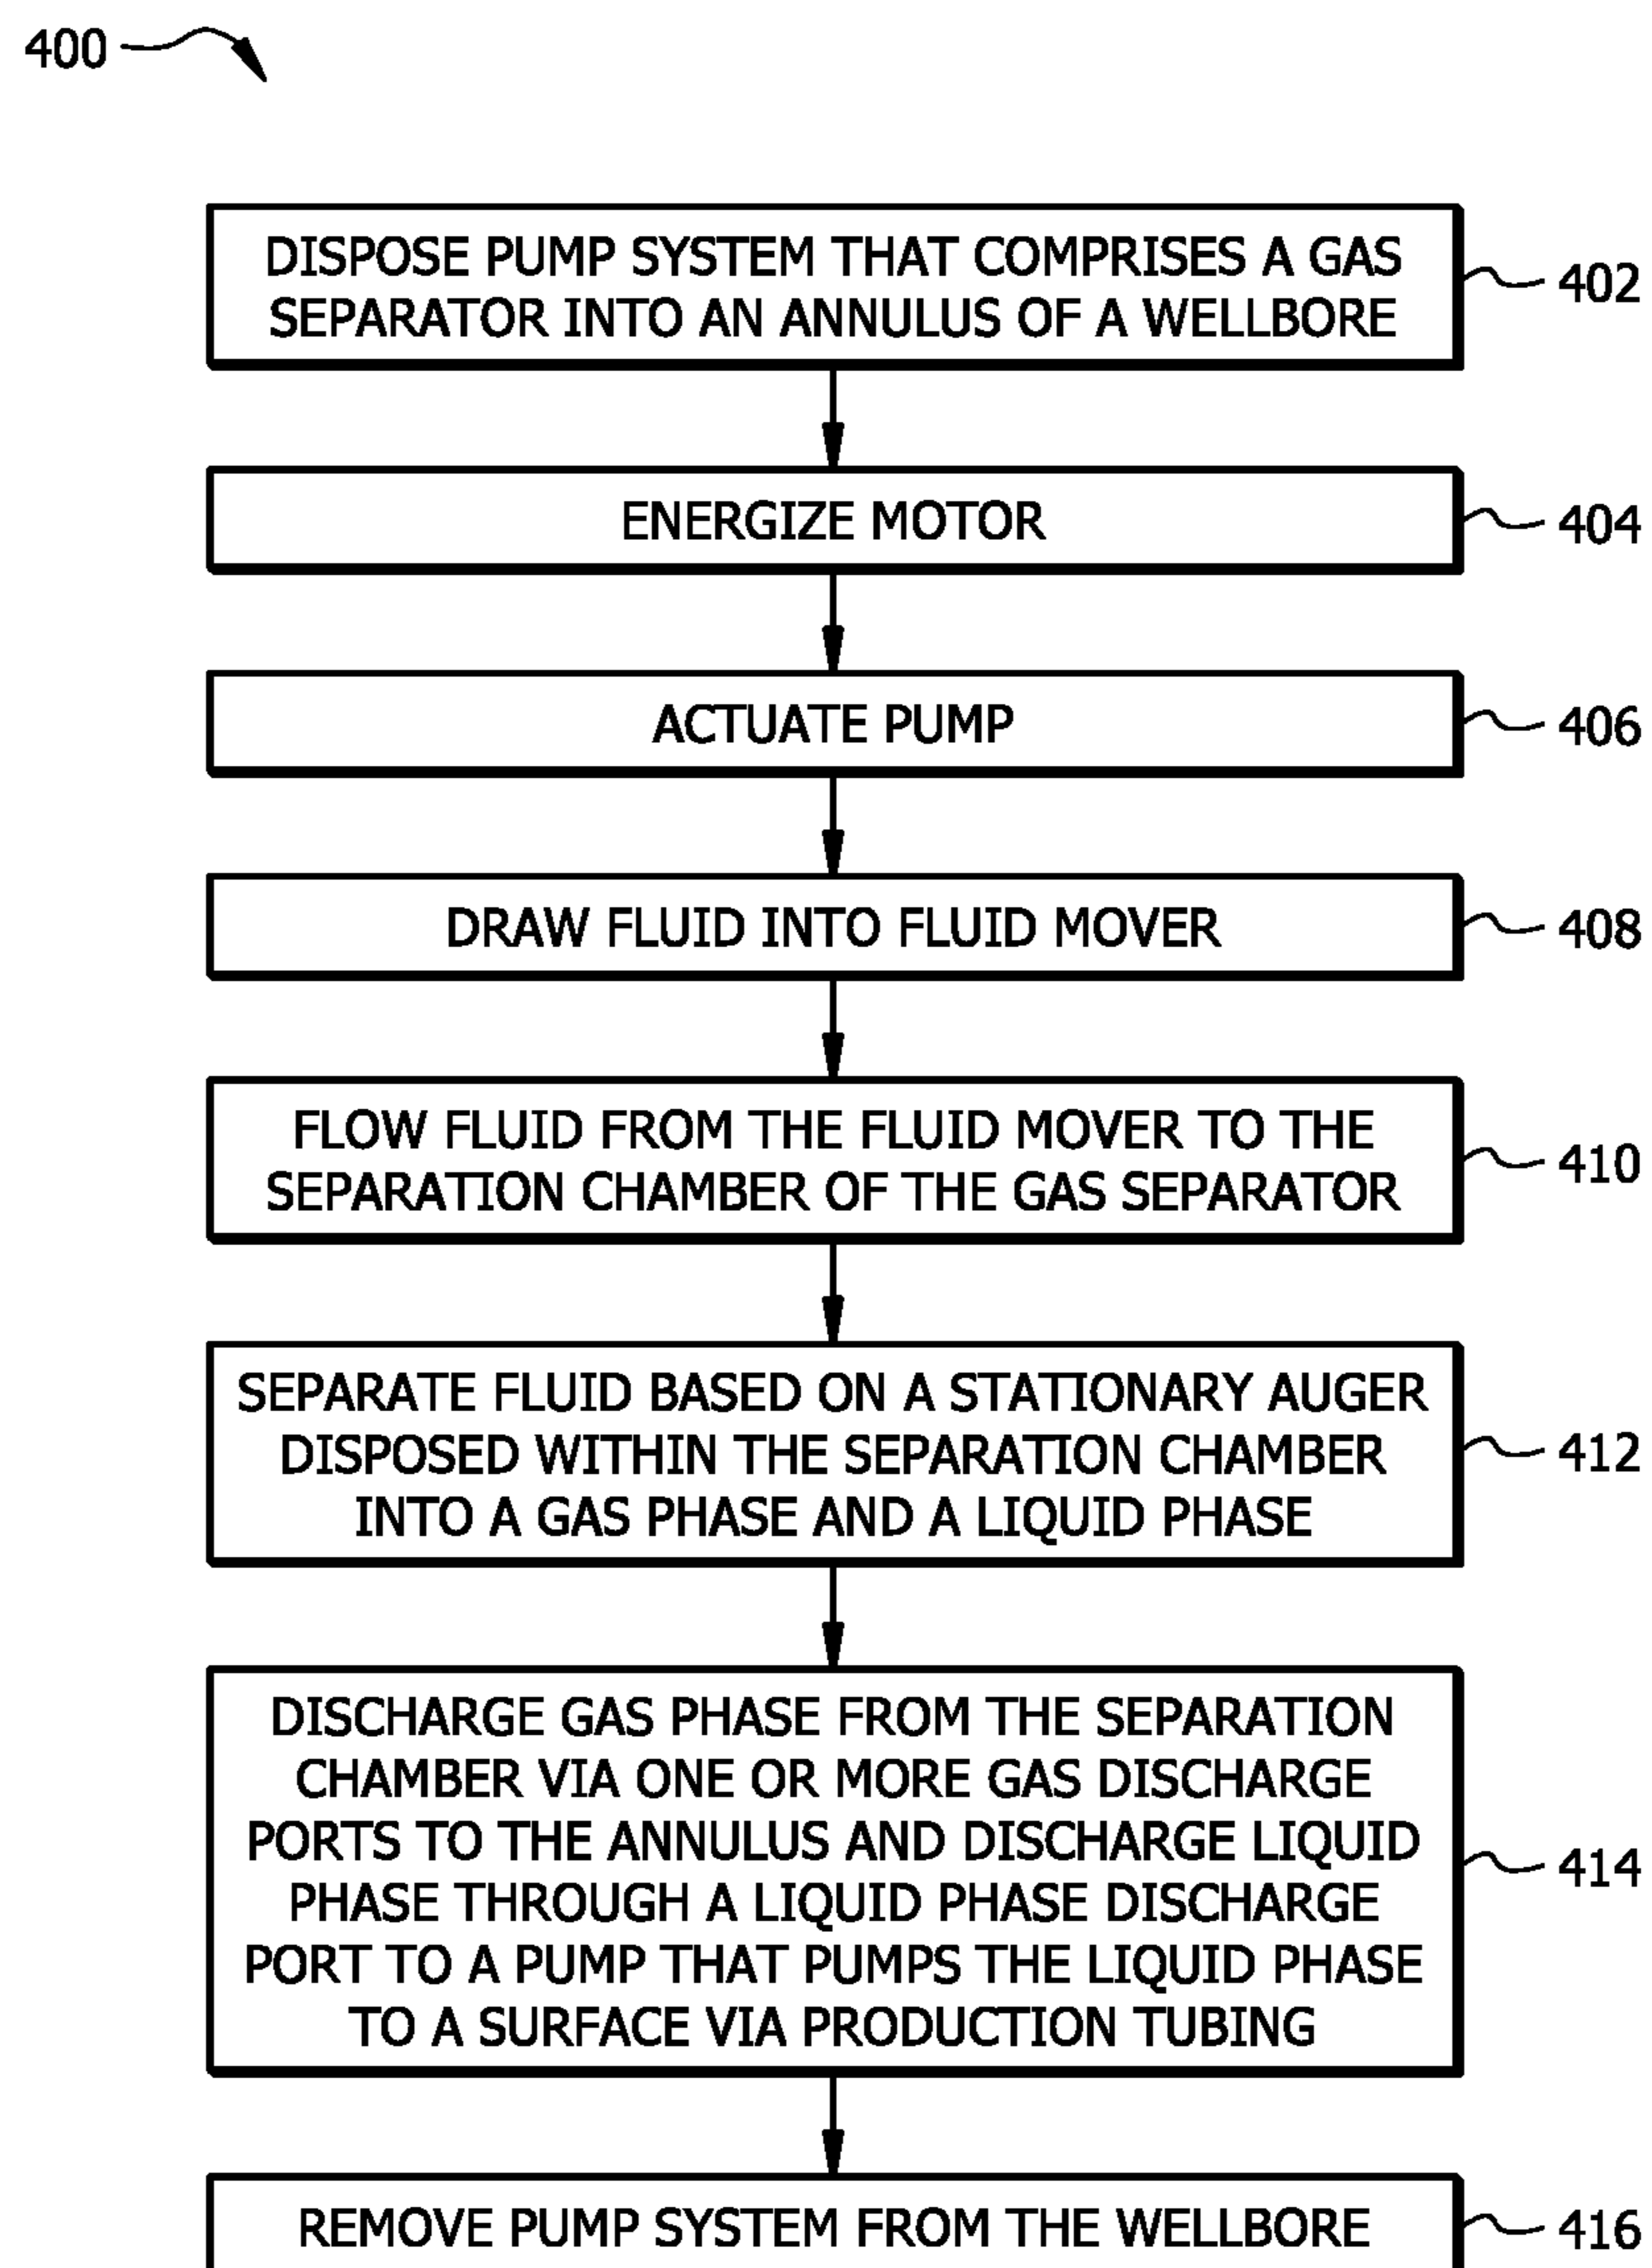 400
DISPOSE PUMP SYSTEM THAT COMPRISES A GAS
SEPARATOR INTO AN ANNULUS OF A WELLBORE
402
ENERGIZE MOTOR
404
ACTUATE PUMP
406
DRAW FLUID INTO FLUID MOVER
408
FLOW FLUID FROM THE FLUID MOVER TO THE
SEPARATION CHAMBER OF THE GAS SEPARATOR
410
SEPARATE FLUID BASED ON A STATIONARY AUGER
DISPOSED WITHIN THE SEPARATION CHAMBER
INTO A GAS PHASE AND A LIQUID PHASE
412
DISCHARGE GAS PHASE FROM THE SEPARATION
CHAMBER VIA ONE OR MORE GAS DISCHARGE
PORTS TO THE ANNULUS AND DISCHARGE LIQUID
PHASE THROUGH A LIQUID PHASE DISCHARGE
PORT TO A PUMP THAT PUMPS THE LIQUID PHASE
TO A SURFACE VIA PRODUCTION TUBING
414
REMOVE PUMP SYSTEM FROM THE WELLBORE
416